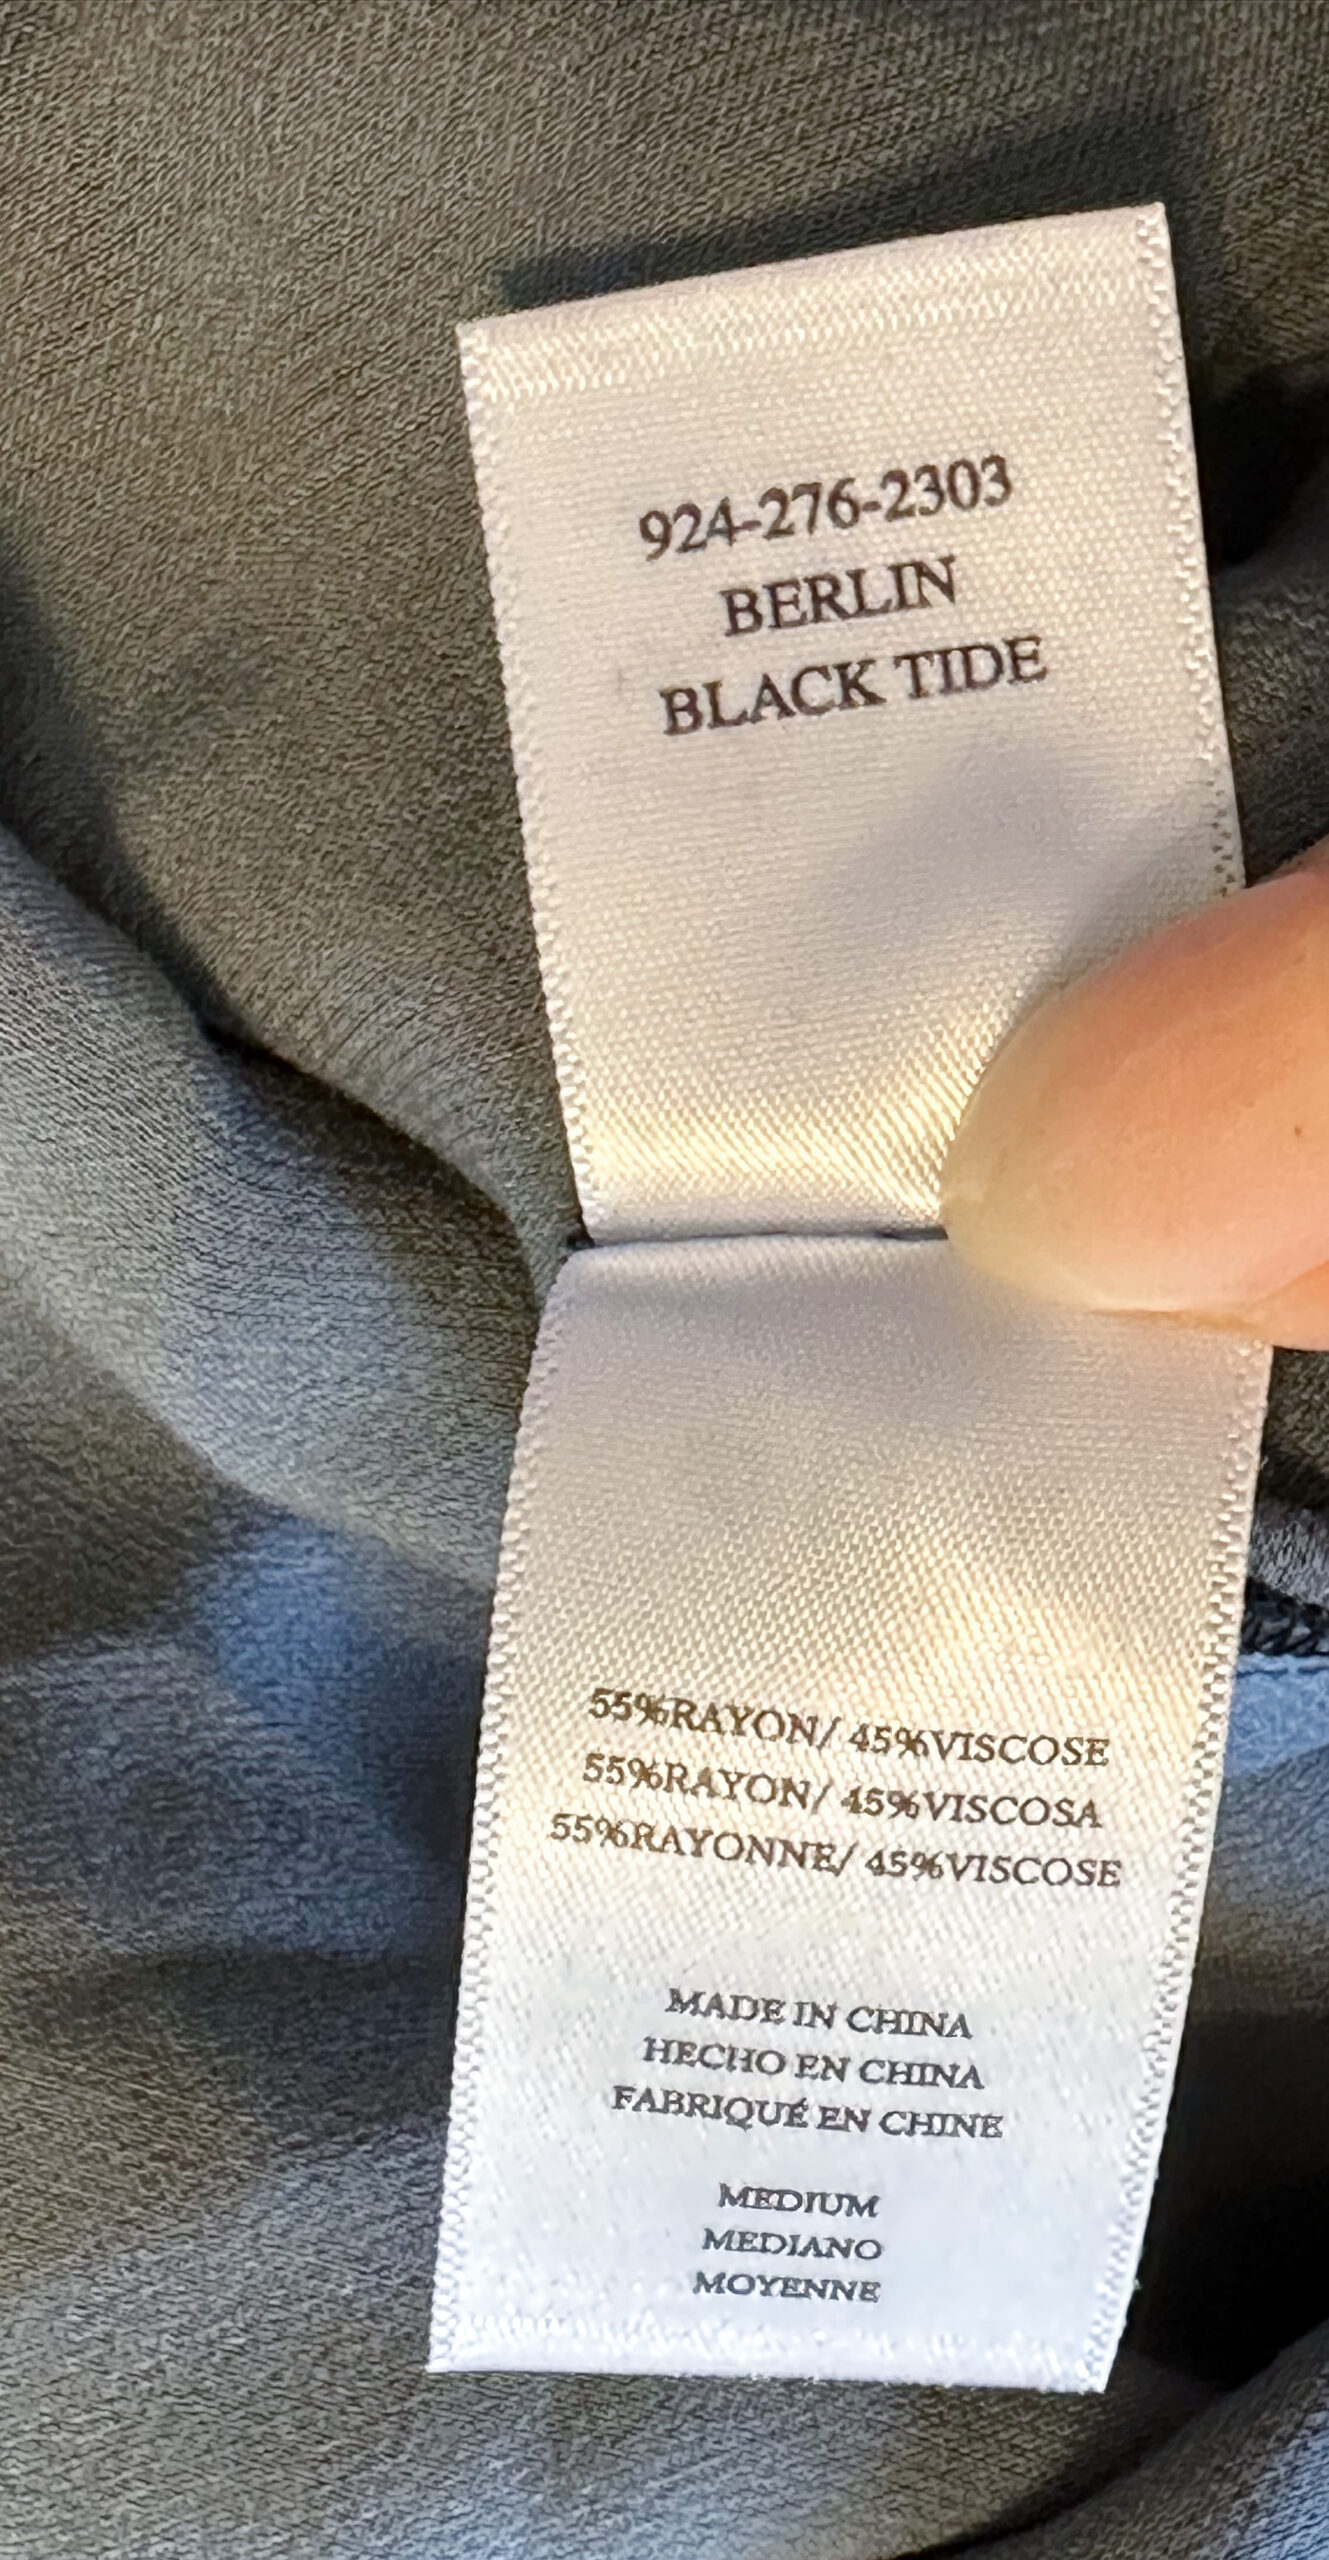 924-276-2303
BERLIN
BLACK TIDE
55%RAYON/ 45%VISCOSE
55%RAYON/ 45%VISCOSA
55%RAYONNE/ 45%VISCOSE
MADE IN CHINA
HECHO EN CHINA
FABRIQUÉ EN CHINE
MEDIUM
MEDIANO
MOYENNE